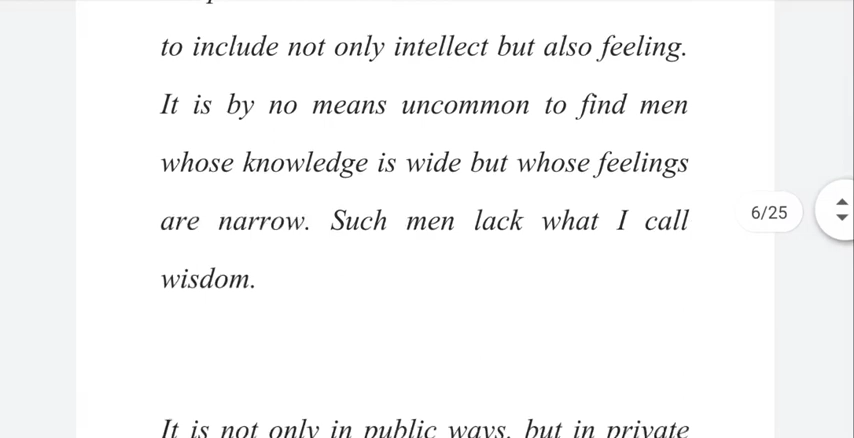 to include not only intellect but also feeling.
It is by no means uncommon to find men
whose knowledge is wide but whose feelings
are narrow. Such men lack what I call
wisdom.
6/25
It is not only in public ways, but in private